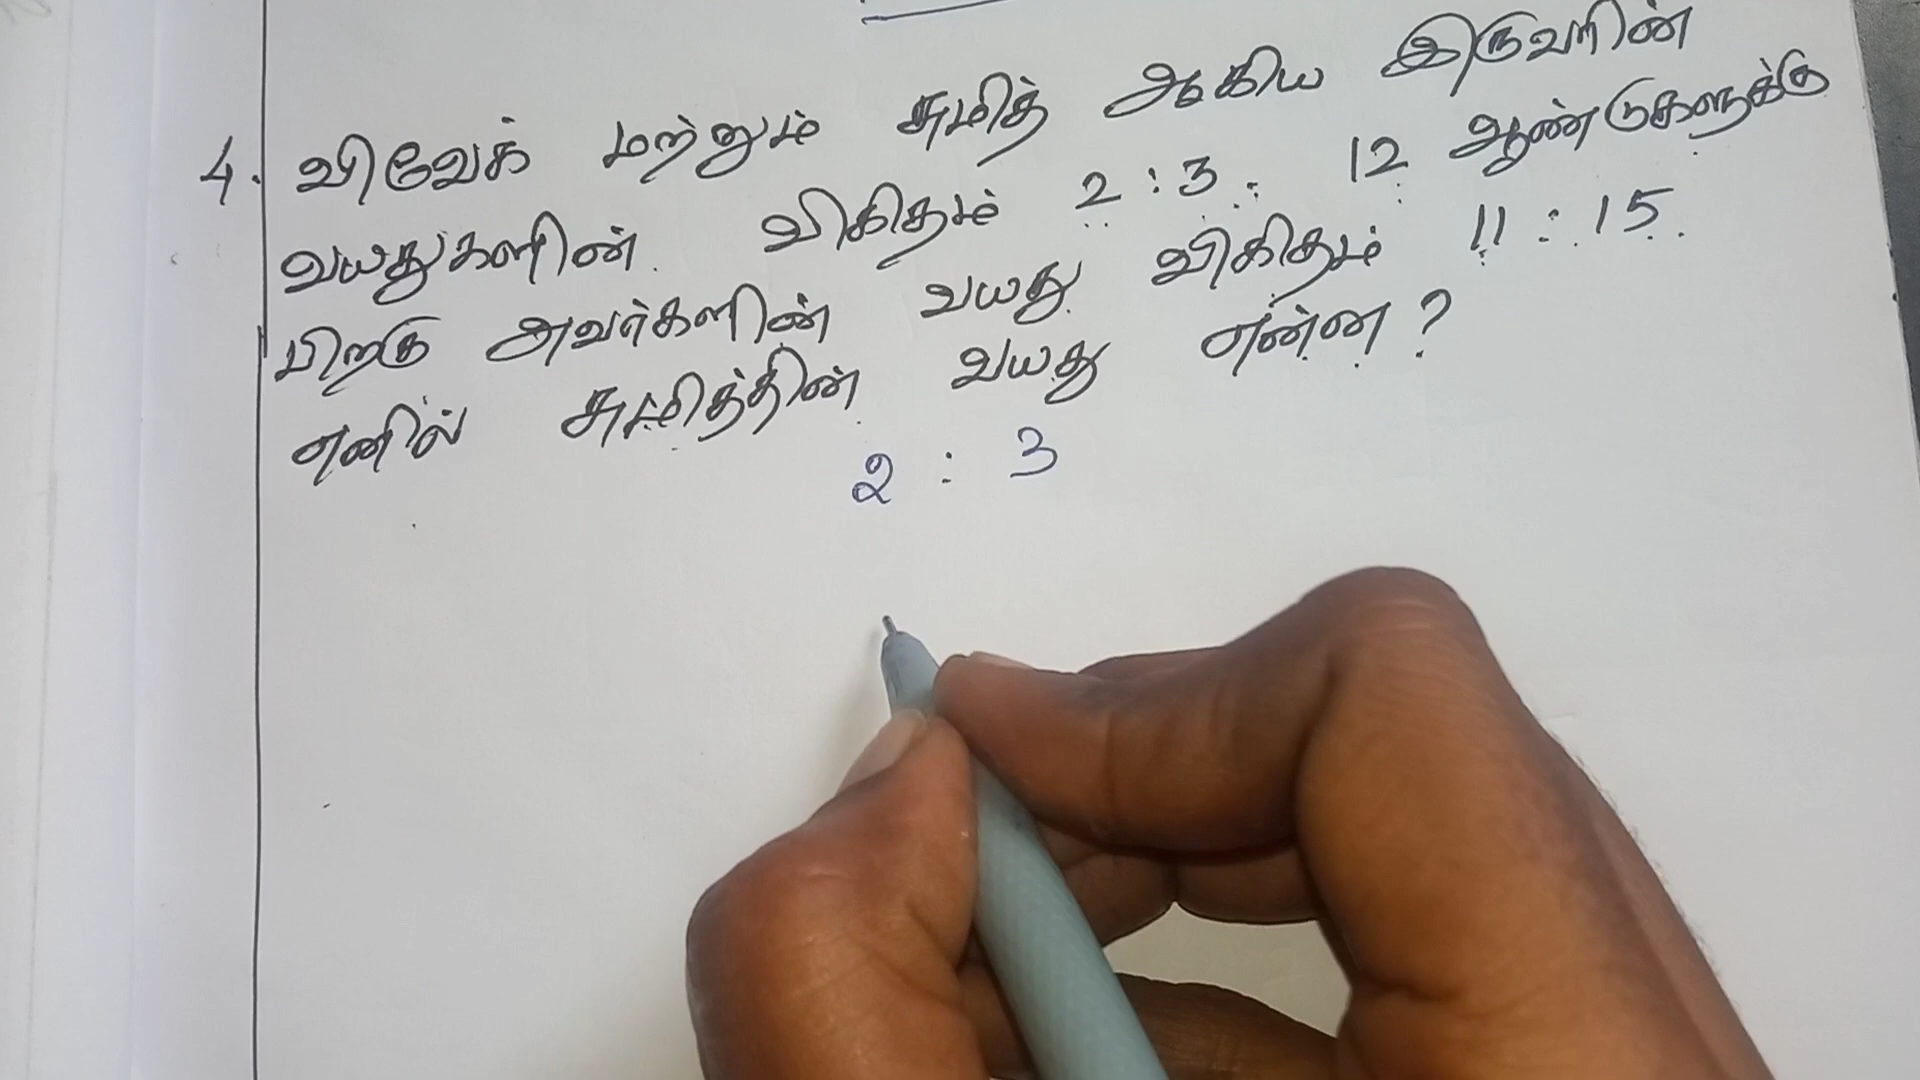 4. விவேக் மற்றும் சுமித் ஆகிய இருவரின்
வயதுகளின் விகிதம் 2 : 3. 12 ஆண்டுகளுக்கு
பிறகு அவர்களின் வயது விகிதம் 11 : 15
எனில் சுமித்தின் வயது என்ன ?
2 : 3